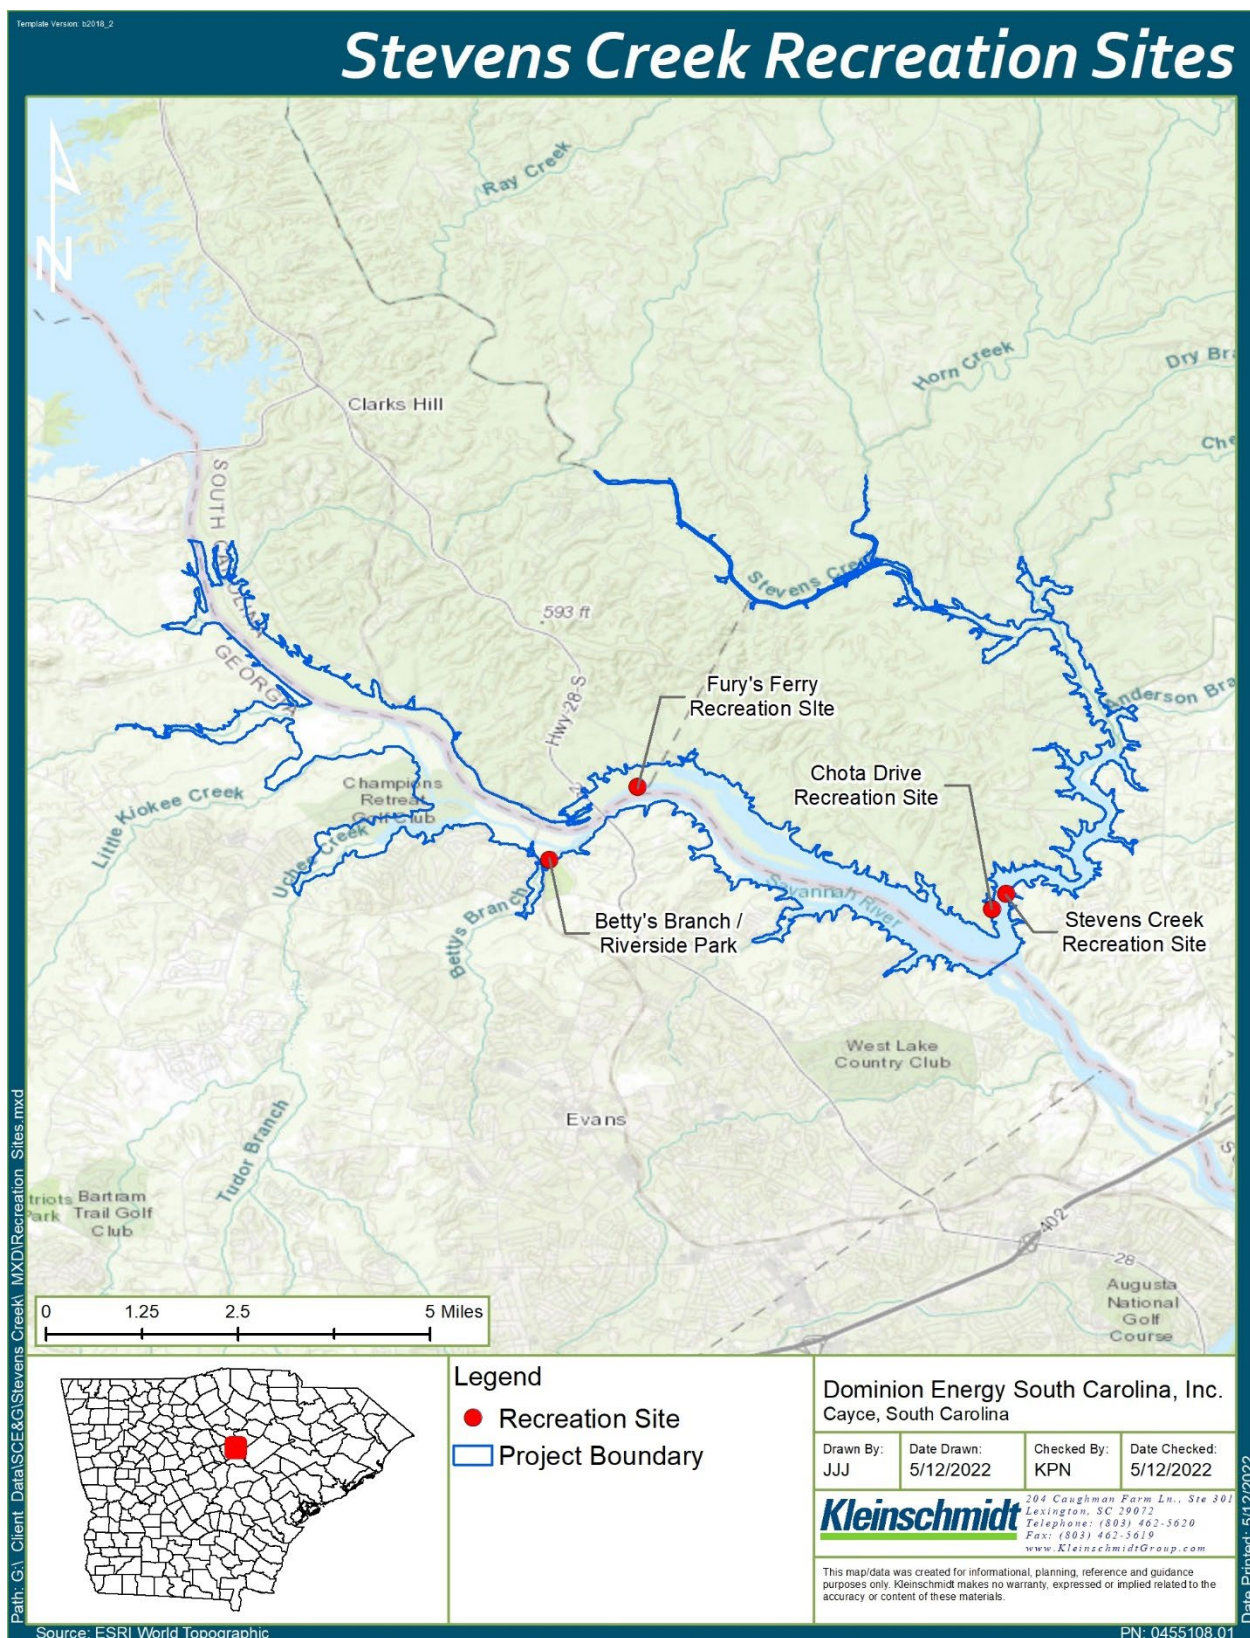 Template Version: b2018_2
Stevens Creek Recreation Sites
Ray Creek
Horn Creek
Dry Bra
Che
Clarks Hill
SOUTH CAROLINA
GEORGIA
Stevens Creek
593 ft
Hwy-28-S
Anderson Bra
Fury's Ferry
Recreation SIte
Chota Drive
Recreation Site
Champions
Retreat
Golf Club
Little Kiokee Creek
Uchee Creek
Savannah River
Bettys Branch
Betty's Branch /
Riverside Park
Stevens Creek
Recreation Site
West Lake
Country Club
Evans
Tudor Branch
triots
Park
Bartram
Trail Golf
Club
402
28
Augusta
National
Golf
Course
0 1.25 2.5 5 Miles
Legend
Recreation Site
Project Boundary
Dominion Energy South Carolina, Inc.
Cayce, South Carolina
Drawn By:
JJJ
Date Drawn:
5/12/2022
Checked By:
KPN
Date Checked:
5/12/2022
Kleinschmidt
204 Caughman Farm Ln., Ste 301
Lexington, SC 29072
Telephone: (803) 462-5620
Fax: (803) 462-5619
www.KleinschmidtGroup.com
This map/data was created for informational, planning, reference and guidance
purposes only. Kleinschmidt makes no warranty, expressed or implied related to the
accuracy or content of these materials.
Path: G:\_Client_Data\SCE&G\Stevens Creek\_MXD\Recreation_Sites.mxd
Date Printed: 5/12/2022
Source: ESRI World Topographic
PN: 0455108.01
N